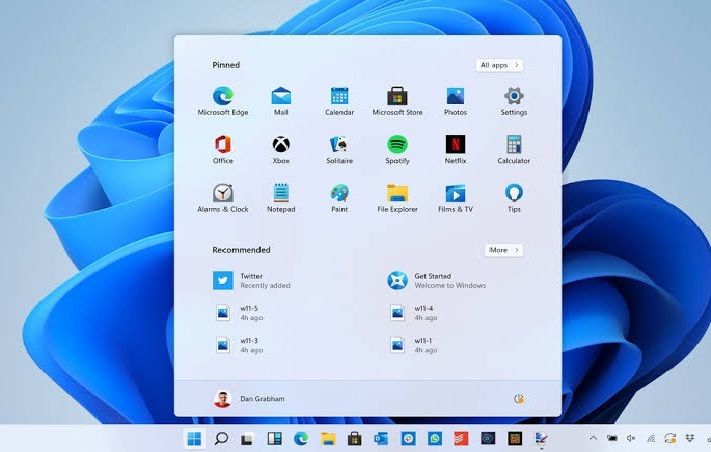 Pinned
All apps
Microsoft Edge
Mail
Calendar
Microsoft Store
Photos
Settings
Office
Xbox
Solitaire
Spotify
Netflix
Calculator
Alarms & Clock
Notepad
Paint
File Explorer
Films & TV
Tips
Recommended
More
Twitter
Recently added
Get Started
Welcome to Windows
w11-5
4h ago
w11-4
4h ago
w11-3
4h ago
w11-1
4h ago
Dan Grabham